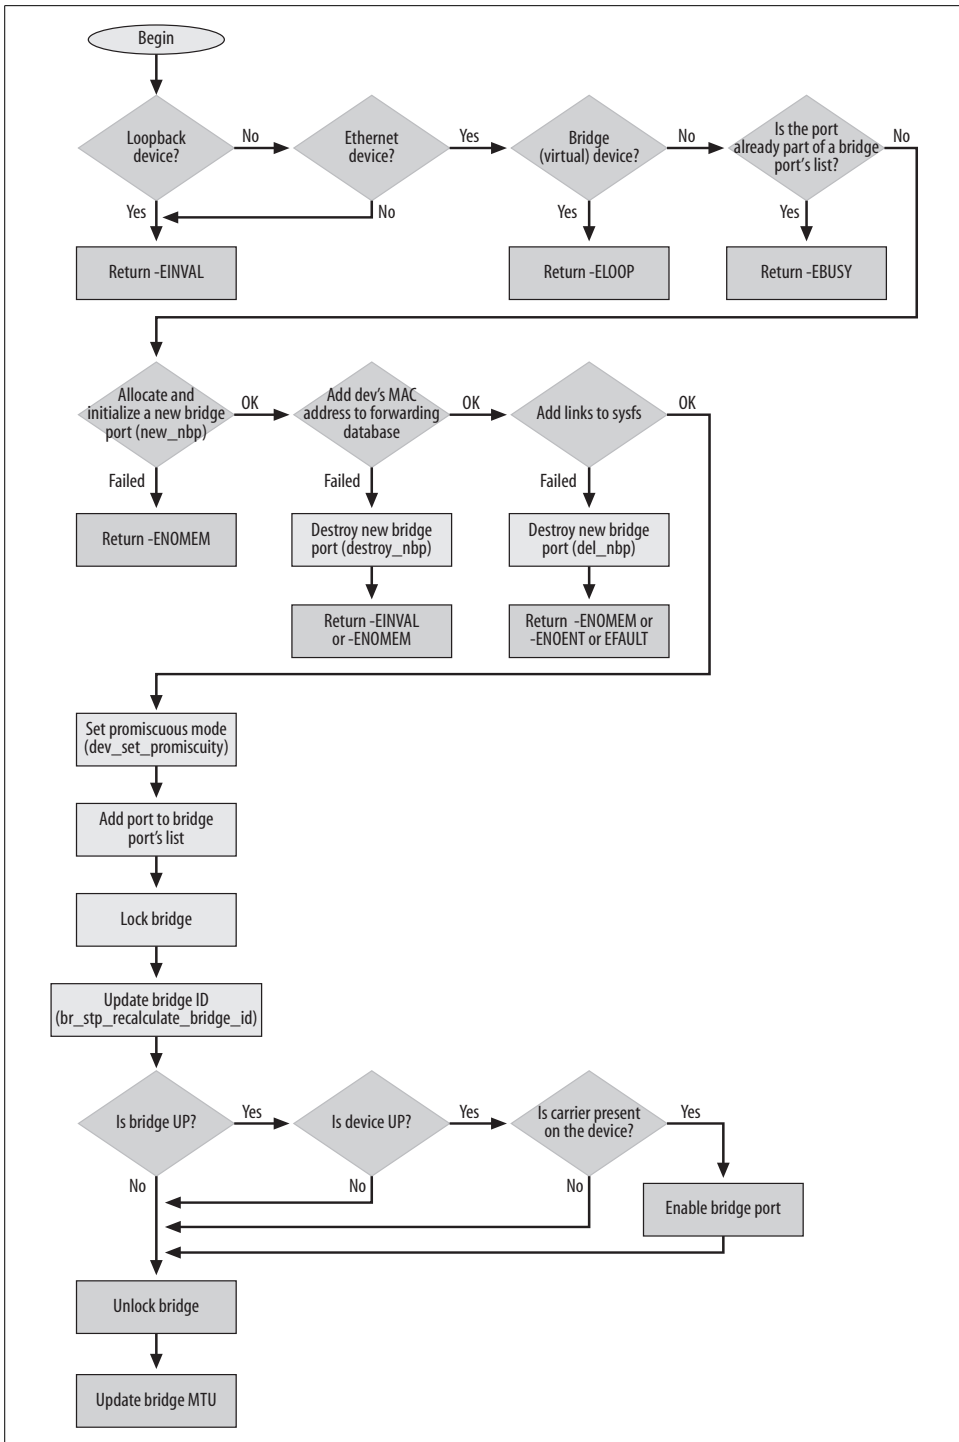 Begin
Loopback
device?
No
Ethernet
device?
Yes
Bridge
(virtual) device?
No
Is the port
already part of a bridge
port's list?
No
Yes
No
Yes
Yes
Return -EINVAL
Return -ELOOP
Return -EBUSY
Allocate and
initialize a new bridge
port (new_nbp)
OK
Add dev's MAC
address to forwarding
database
OK
Add links to sysfs
OK
Failed
Failed
Failed
Return -ENOMEM
Destroy new bridge
port (destroy_nbp)
Destroy new bridge
port (del_nbp)
Return -EINVAL
or -ENOMEM
Return -ENOMEM or
-ENOENT or EFAULT
Set promiscuous mode
(dev_set_promiscuity)
Add port to bridge
port's list
Lock bridge
Update bridge ID
(br_stp_recalculate_bridge_id)
Is bridge UP?
Yes
Is device UP?
Yes
Is carrier present
on the device?
Yes
No
No
No
Enable bridge port
Unlock bridge
Update bridge MTU